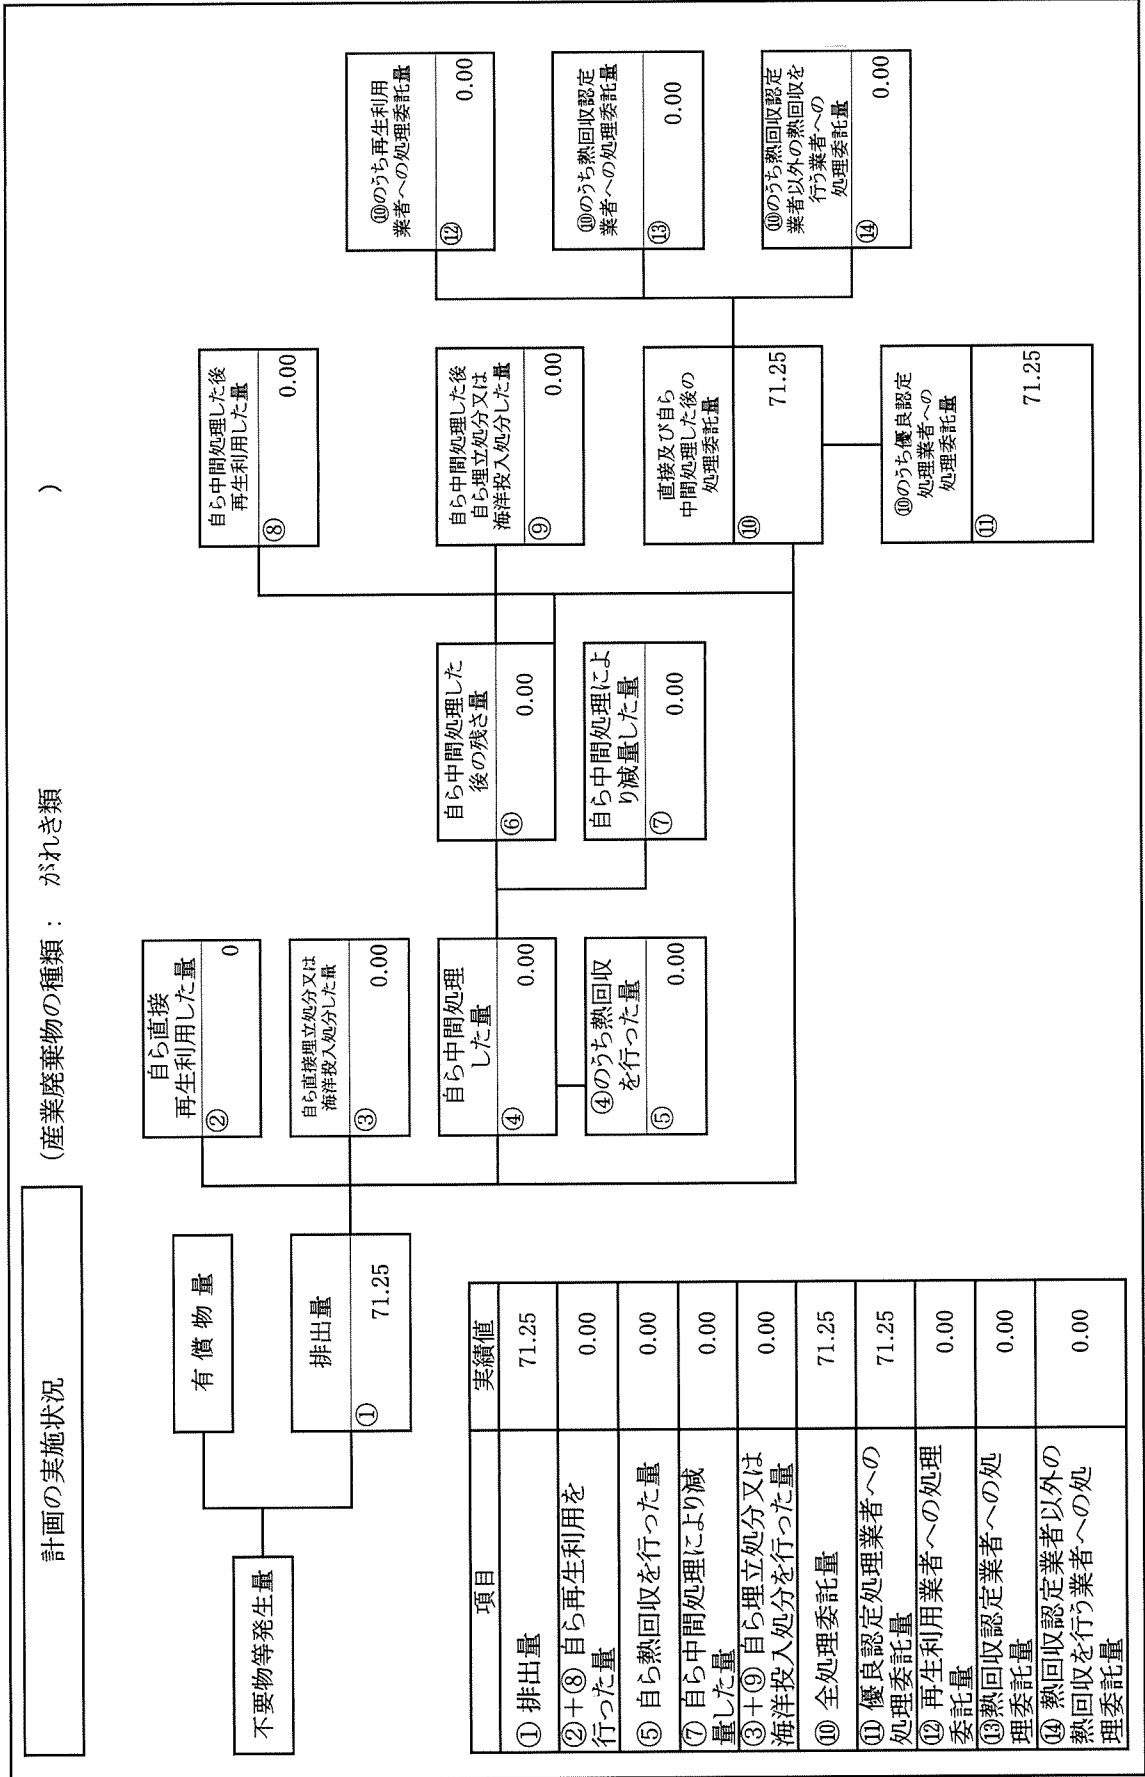 計画の実施状況
(産業廃棄物の種類： がれき類 )
不要物等発生量
有償物量
排出量
① 71.25
自ら直接
再生利用した量
② 0
自ら直接埋立処分又は
海洋投入処分した量
③ 0.00
自ら中間処理
した量
④ 0.00
④のうち熱回収
を行った量
⑤ 0.00
自ら中間処理した
後の残さ量
⑥ 0.00
自ら中間処理によ
り減量した量
⑦ 0.00
自ら中間処理した後
再生利用した量
⑧ 0.00
自ら中間処理した後
自ら埋立処分又は
海洋投入処分した量
⑨ 0.00
直接及び自ら
中間処理した後の
処理委託量
⑩ 71.25
⑩のうち優良認定
処理業者への
処理委託量
⑪ 71.25
⑩のうち再生利用
業者への処理委託量
⑫ 0.00
⑩のうち熱回収認定
業者への処理委託量
⑬ 0.00
⑩のうち熱回収認定
業者以外の熱回収を
行う業者への
処理委託量
⑭ 0.00
項目 実績値
① 排出量 71.25
②＋⑧ 自ら再生利用を
行った量 0.00
⑤ 自ら熱回収を行った量 0.00
⑦ 自ら中間処理により減
量した量 0.00
③＋⑨ 自ら埋立処分又は
海洋投入処分を行った量 0.00
⑩ 全処理委託量 71.25
⑪ 優良認定処理業者への
処理委託量 71.25
⑫ 再生利用業者への処理
委託量 0.00
⑬熱回収認定業者への処
理委託量 0.00
⑭ 熱回収認定業者以外の
熱回収を行う業者への処
理委託量 0.00